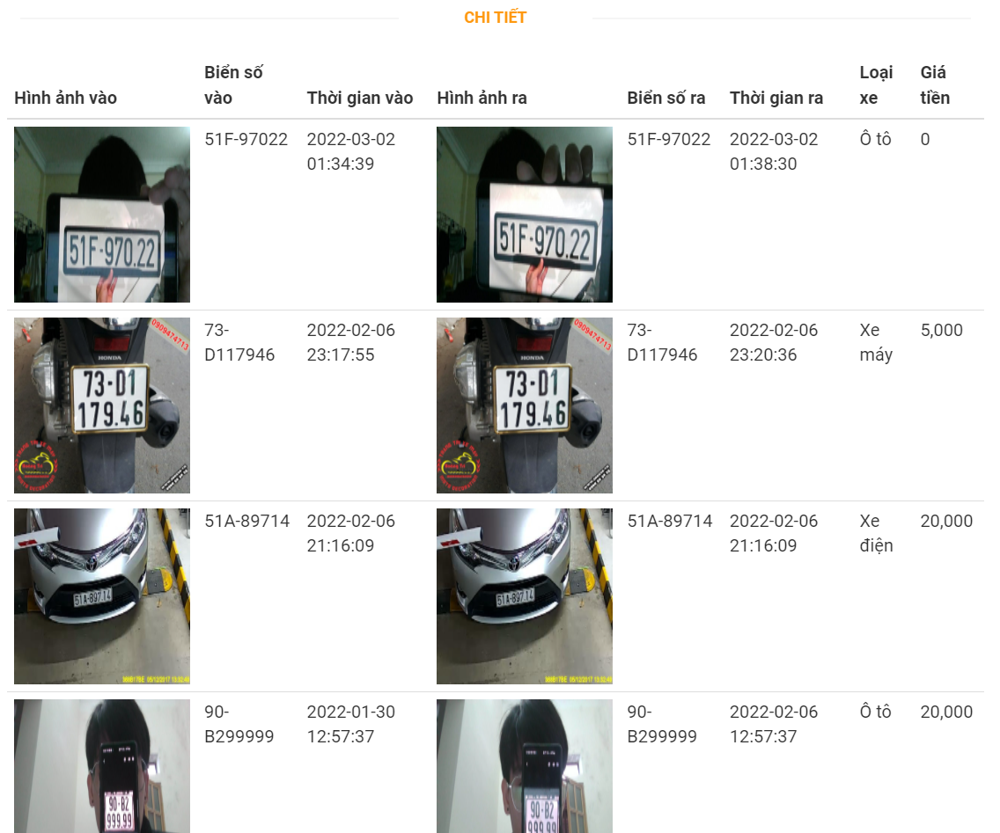 CHI TIẾT
Hình ảnh vào
Biển số
vào
Thời gian vào
Hình ảnh ra
Biển số ra
Thời gian ra
Loại
xe
Giá
tiền
51F-970.22
51F-97022
2022-03-02
01:34:39
51F-970.22
51F-97022
2022-03-02
01:38:30
Ô tô
0
0909474713
HONDA
73-D1
179.46
73-
D117946
2022-02-06
23:17:55
0909474713
HONDA
73-D1
179.46
73-
D117946
2022-02-06
23:20:36
Xe
máy
5,000
51A-897.14
51A-89714
2022-02-06
21:16:09
51A-897.14
51A-89714
2022-02-06
21:16:09
Xe
điện
20,000
90-B2
999.99
90-
B299999
2022-01-30
12:57:37
90-B2
999.99
90-
B299999
2022-02-06
12:57:37
Ô tô
20,000